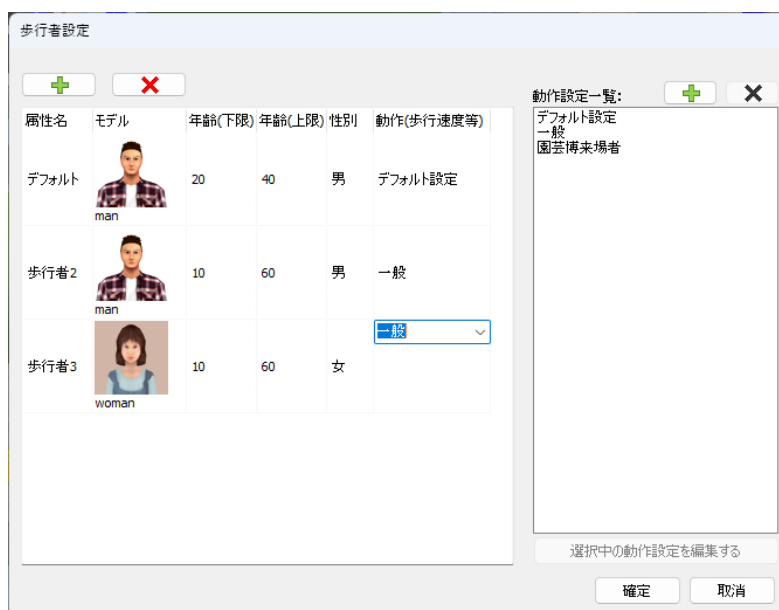 歩行者設定
動作設定一覧:
属性名 モデル 年齢(下限) 年齢(上限) 性別 動作(歩行速度等)
デフォルト設定
一般
園芸博来場者
デフォルト 20 40 男 デフォルト設定
man
歩行者2 10 60 男 一般
man
一般
歩行者3 10 60 女
woman
選択中の動作設定を編集する
確定 取消